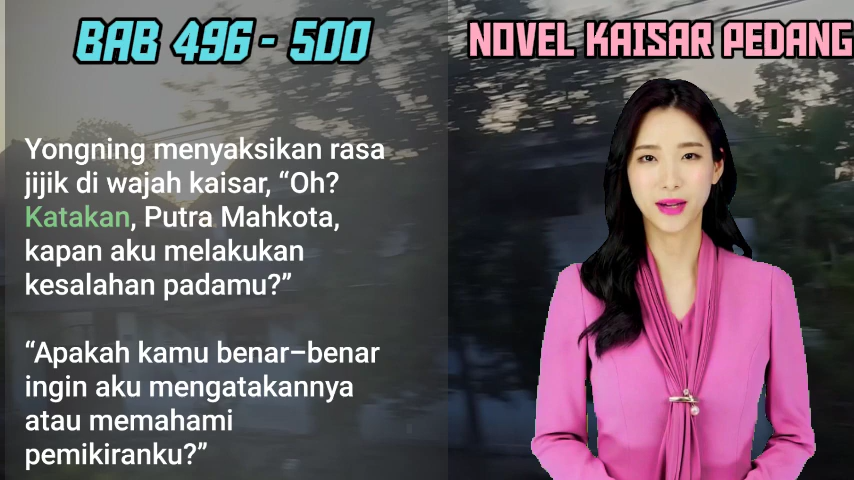 BAB 496 - 500
NOVEL KAISAR PEDANG
Yongning menyaksikan rasa
jijik di wajah kaisar, “Oh?
Katakan, Putra Mahkota,
kapan aku melakukan
kesalahan padamu?”
“Apakah kamu benar–benar
ingin aku mengatakannya
atau memahami
pemikiranku?”